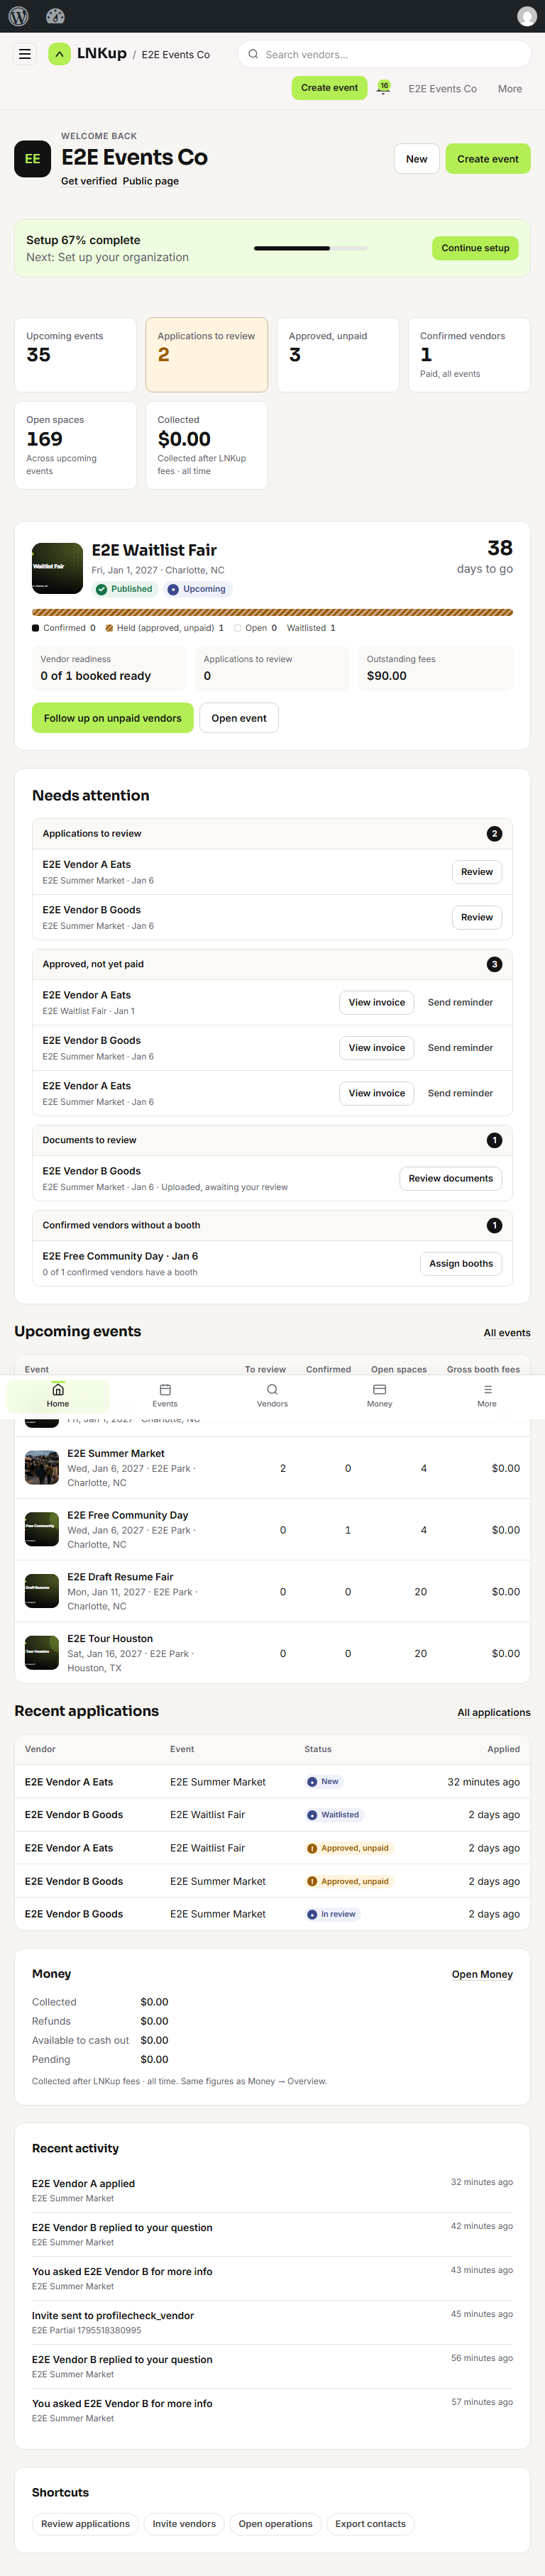 LNKup / E2E Events Co
Search vendors...
Create event
16
E2E Events Co
More
WELCOME BACK
EE
E2E Events Co
Get verified Public page
New
Create event
Setup 67% complete
Next: Set up your organization
Continue setup
Upcoming events
35
Applications to review
2
Approved, unpaid
3
Confirmed vendors
1
Paid, all events
Open spaces
169
Across upcoming
events
Collected
$0.00
Collected after LNKup
fees · all time
Waitlist Fair
E2E Waitlist Fair
Fri, Jan 1, 2027 · Charlotte, NC
Published
Upcoming
38
days to go
Confirmed 0 Held (approved, unpaid) 1 Open 0 Waitlisted 1
Vendor readiness
0 of 1 booked ready
Applications to review
0
Outstanding fees
$90.00
Follow up on unpaid vendors
Open event
Needs attention
Applications to review 2
E2E Vendor A Eats
E2E Summer Market · Jan 6
Review
E2E Vendor B Goods
E2E Summer Market · Jan 6
Review
Approved, not yet paid 3
E2E Vendor A Eats
E2E Waitlist Fair · Jan 1
View invoice Send reminder
E2E Vendor B Goods
E2E Summer Market · Jan 6
View invoice Send reminder
E2E Vendor A Eats
E2E Summer Market · Jan 6
View invoice Send reminder
Documents to review 1
E2E Vendor B Goods
E2E Summer Market · Jan 6 · Uploaded, awaiting your review
Review documents
Confirmed vendors without a booth 1
E2E Free Community Day · Jan 6
0 of 1 confirmed vendors have a booth
Assign booths
Upcoming events
All events
Event To review Confirmed Open spaces Gross booth fees
Home
Events
Vendors
Money
More
Fri, Jan 1, 2027 · Charlotte, NC
E2E Summer Market
Wed, Jan 6, 2027 · E2E Park ·
Charlotte, NC
2 0 4 $0.00
Free Community
E2E Free Community Day
Wed, Jan 6, 2027 · E2E Park ·
Charlotte, NC
0 1 4 $0.00
Draft Resume
E2E Draft Resume Fair
Mon, Jan 11, 2027 · E2E Park ·
Charlotte, NC
0 0 20 $0.00
Tour Houston
E2E Tour Houston
Sat, Jan 16, 2027 · E2E Park ·
Houston, TX
0 0 20 $0.00
Recent applications
All applications
Vendor Event Status Applied
E2E Vendor A Eats E2E Summer Market New 32 minutes ago
E2E Vendor B Goods E2E Waitlist Fair Waitlisted 2 days ago
E2E Vendor A Eats E2E Waitlist Fair Approved, unpaid 2 days ago
E2E Vendor B Goods E2E Summer Market Approved, unpaid 2 days ago
E2E Vendor B Goods E2E Summer Market In review 2 days ago
Money
Open Money
Collected $0.00
Refunds $0.00
Available to cash out $0.00
Pending $0.00
Collected after LNKup fees · all time. Same figures as Money → Overview.
Recent activity
E2E Vendor A applied
E2E Summer Market
32 minutes ago
E2E Vendor B replied to your question
E2E Summer Market
42 minutes ago
You asked E2E Vendor B for more info
E2E Summer Market
43 minutes ago
Invite sent to profilecheck_vendor
E2E Partial 1795518380995
45 minutes ago
E2E Vendor B replied to your question
E2E Summer Market
56 minutes ago
You asked E2E Vendor B for more info
E2E Summer Market
57 minutes ago
Shortcuts
Review applications
Invite vendors
Open operations
Export contacts